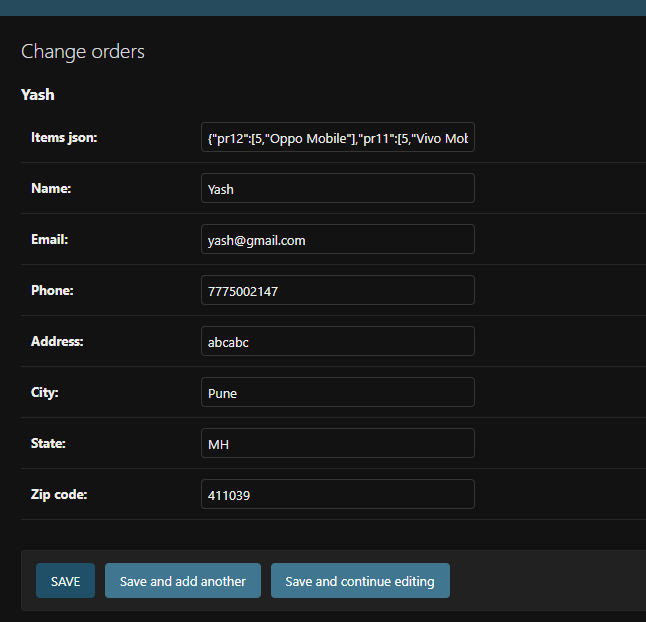 Change orders
Yash
Items json: {"pr12":[5,"Oppo Mobile"],"pr11":[5,"Vivo Mob
Name: Yash
Email: yash@gmail.com
Phone: 7775002147
Address: abcabc
City: Pune
State: MH
Zip code: 411039
SAVE Save and add another Save and continue editing